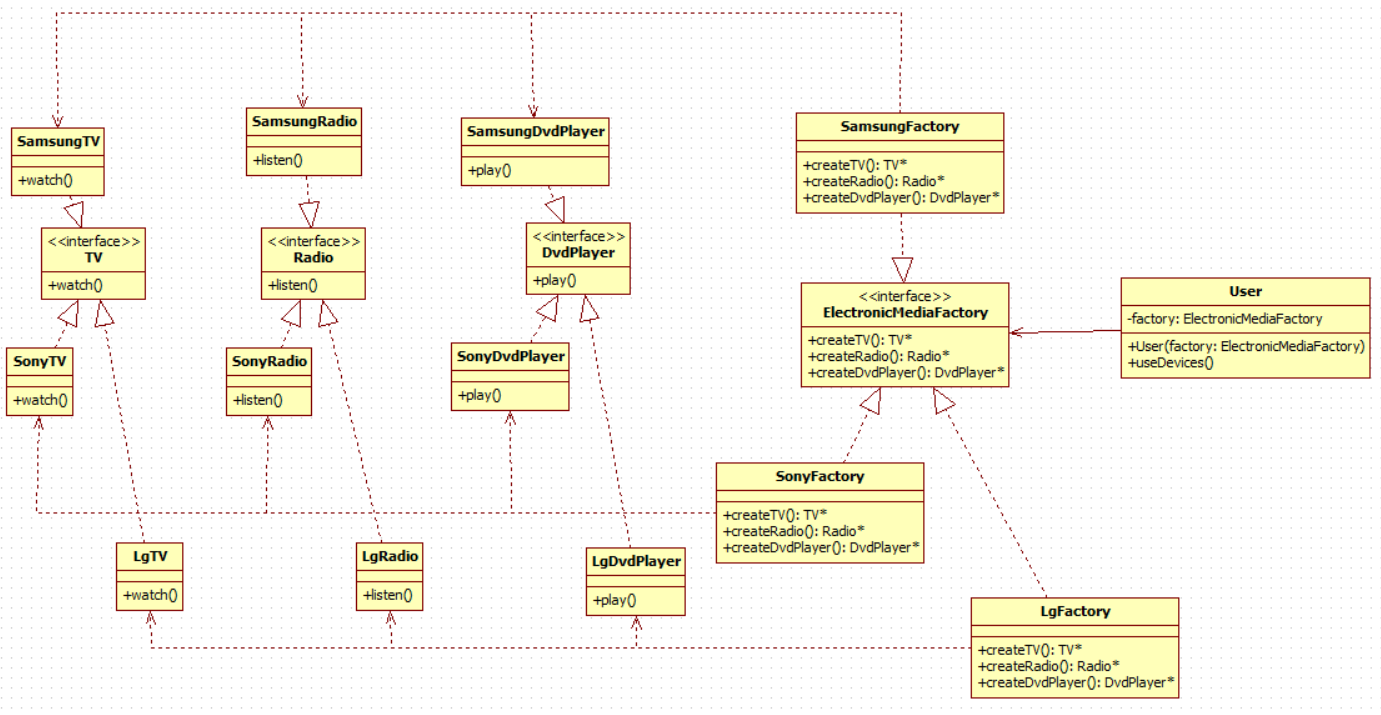 SamsungTV
+watch()
SamsungRadio
+listen()
SamsungDvdPlayer
+play()
SamsungFactory
+createTV(): TV*
+createRadio(): Radio*
+createDvdPlayer(): DvdPlayer*
<<interface>>
TV
+watch()
<<interface>>
Radio
+listen()
<<interface>>
DvdPlayer
+play()
<<interface>>
ElectronicMediaFactory
+createTV(): TV*
+createRadio(): Radio*
+createDvdPlayer(): DvdPlayer*
User
-factory: ElectronicMediaFactory
+User(factory: ElectronicMediaFactory)
+useDevices()
SonyTV
+watch()
SonyRadio
+listen()
SonyDvdPlayer
+play()
SonyFactory
+createTV(): TV*
+createRadio(): Radio*
+createDvdPlayer(): DvdPlayer*
LgTV
+watch()
LgRadio
+listen()
LgDvdPlayer
+play()
LgFactory
+createTV(): TV*
+createRadio(): Radio*
+createDvdPlayer(): DvdPlayer*